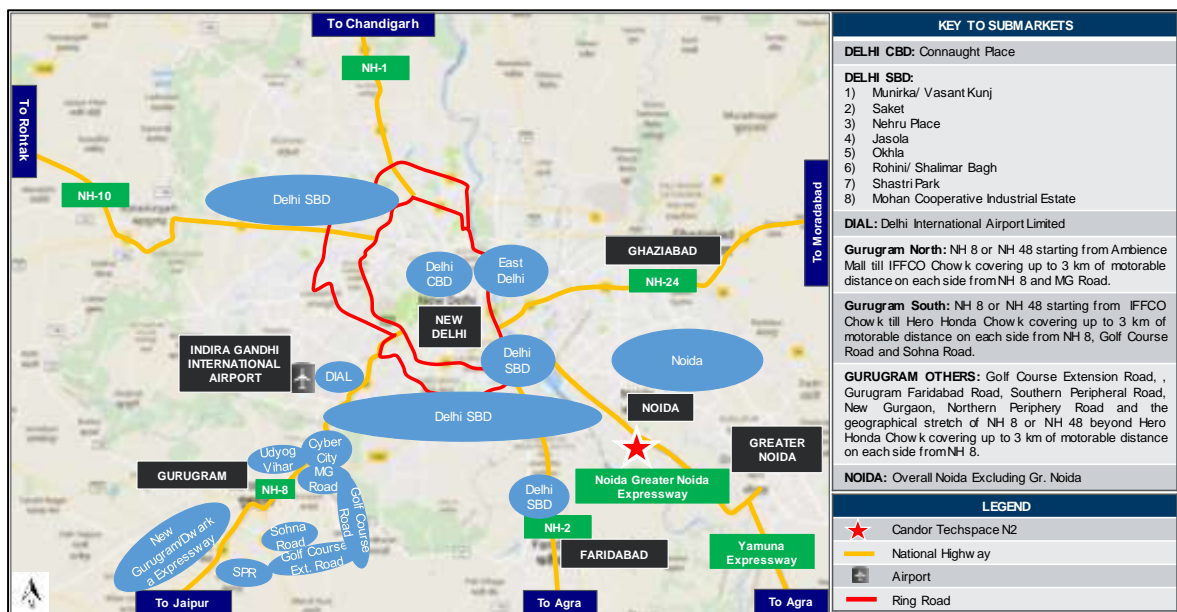 To Chandigarh
NH-1
To Rohtak
NH-10
Delhi SBD
To Moradabad
GHAZIABAD
NH-24
Delhi
CBD
East
Delhi
New Delhi
NEW
DELHI
INDIRA GANDHI
INTERNATIONAL
AIRPORT
DIAL
Delhi
SBD
Noida
Delhi SBD
NOIDA
GREATER
NOIDA
Cyber
City
Udyog
Vihar
GURUGRAM
MG
Road
NH-8
Golf Course
Road
Noida Greater Noida
Expressway
Delhi
SBD
NH-2
FARIDABAD
New
Gurugram/Dwark
a Expressway
Sohna
Road
Golf Course
Ext. Road
SPR
Yamuna
Expressway
To Jaipur
To Agra
To Agra
KEY TO SUBMARKETS
DELHI CBD: Connaught Place
DELHI SBD:
1) Munirka/ Vasant Kunj
2) Saket
3) Nehru Place
4) Jasola
5) Okhla
6) Rohini/ Shalimar Bagh
7) Shastri Park
8) Mohan Cooperative Industrial Estate
DIAL: Delhi International Airport Limited
Gurugram North: NH 8 or NH 48 starting from Ambience
Mall till IFFCO Chowk covering up to 3 km of motorable
distance on each side from NH 8 and MG Road.
Gurugram South: NH 8 or NH 48 starting from IFFCO
Chowk till Hero Honda Chowk covering up to 3 km of
motorable distance on each side from NH 8, Golf Course
Road and Sohna Road.
GURUGRAM OTHERS: Golf Course Extension Road, ,
Gurugram Faridabad Road, Southern Peripheral Road,
New Gurgaon, Northern Periphery Road and the
geographical stretch of NH 8 or NH 48 beyond Hero
Honda Chowk covering up to 3 km of motorable distance
on each side from NH 8.
NOIDA: Overall Noida Excluding Gr. Noida
LEGEND
Candor Techspace N2
National Highway
Airport
Ring Road